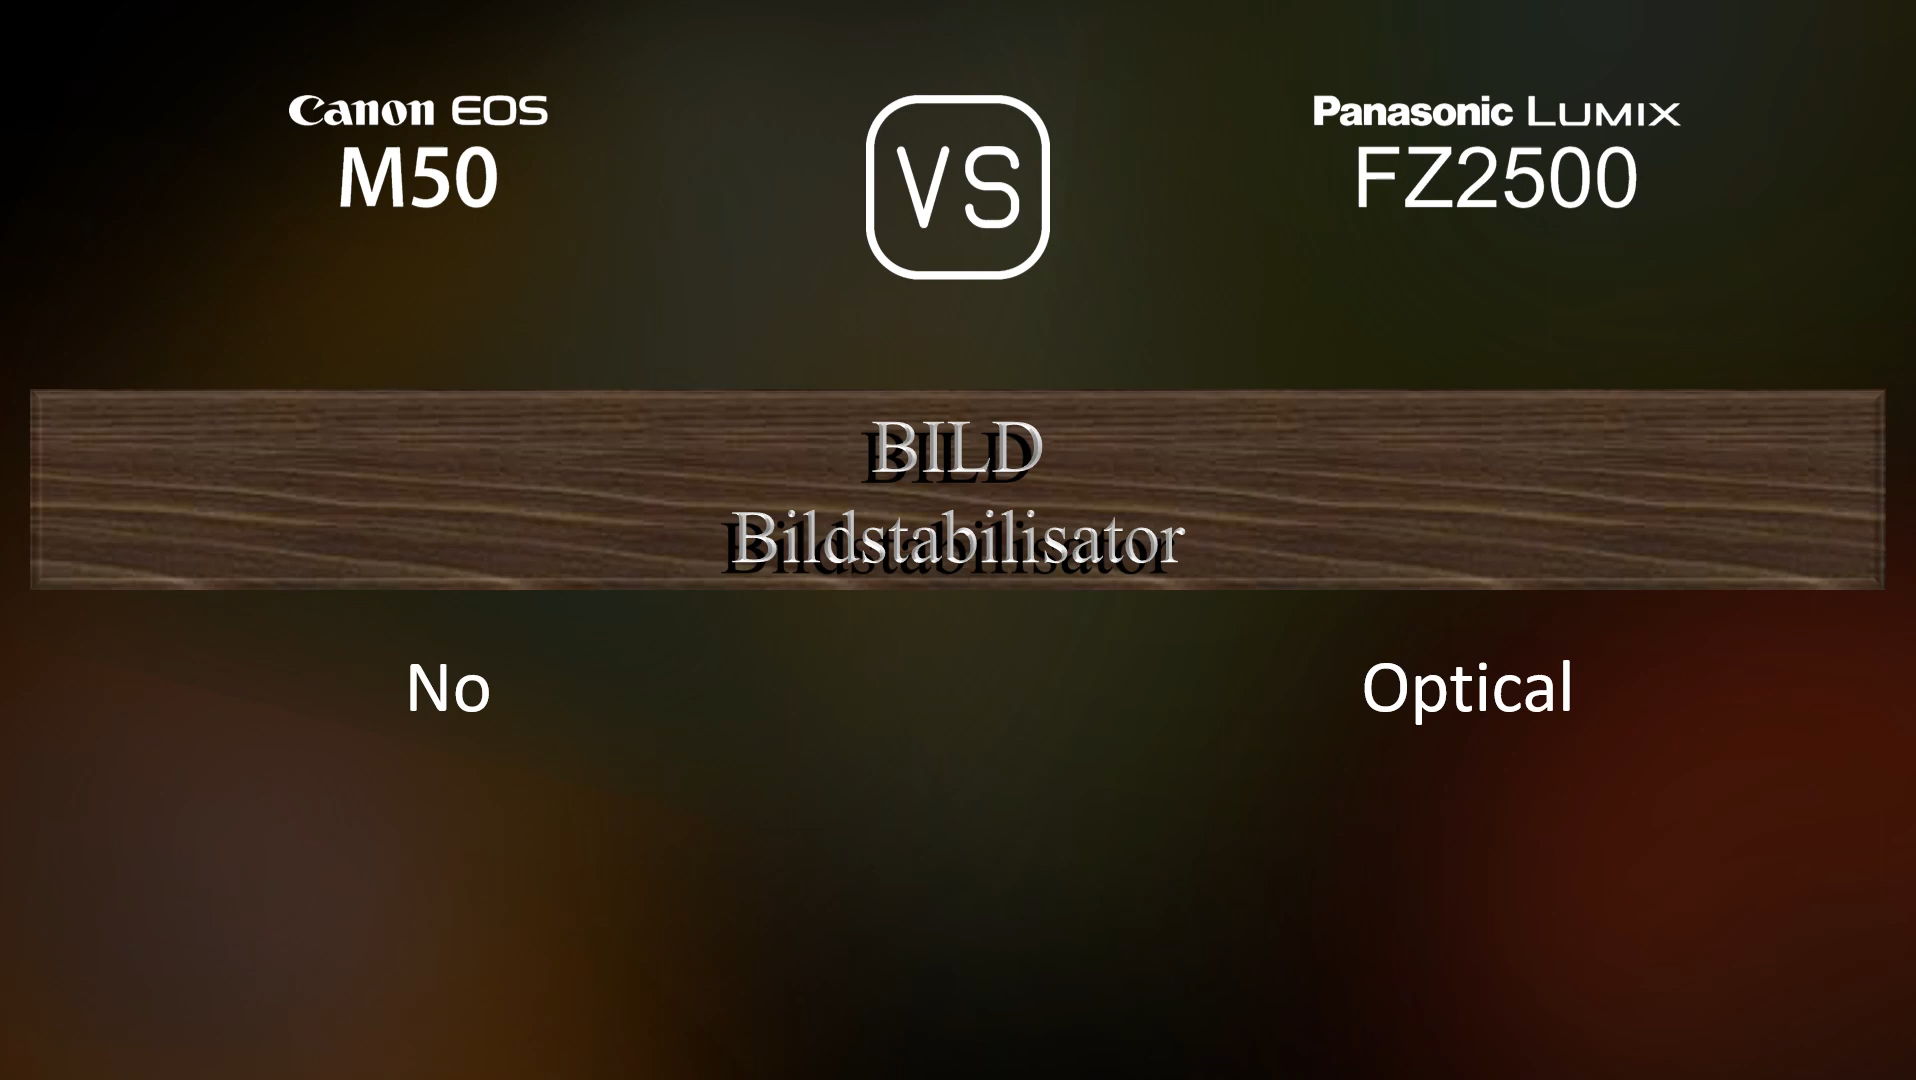 Canon EOS
M50
VS
Panasonic LUMIX
FZ2500
BILD
Bildstabilisator
No
Optical